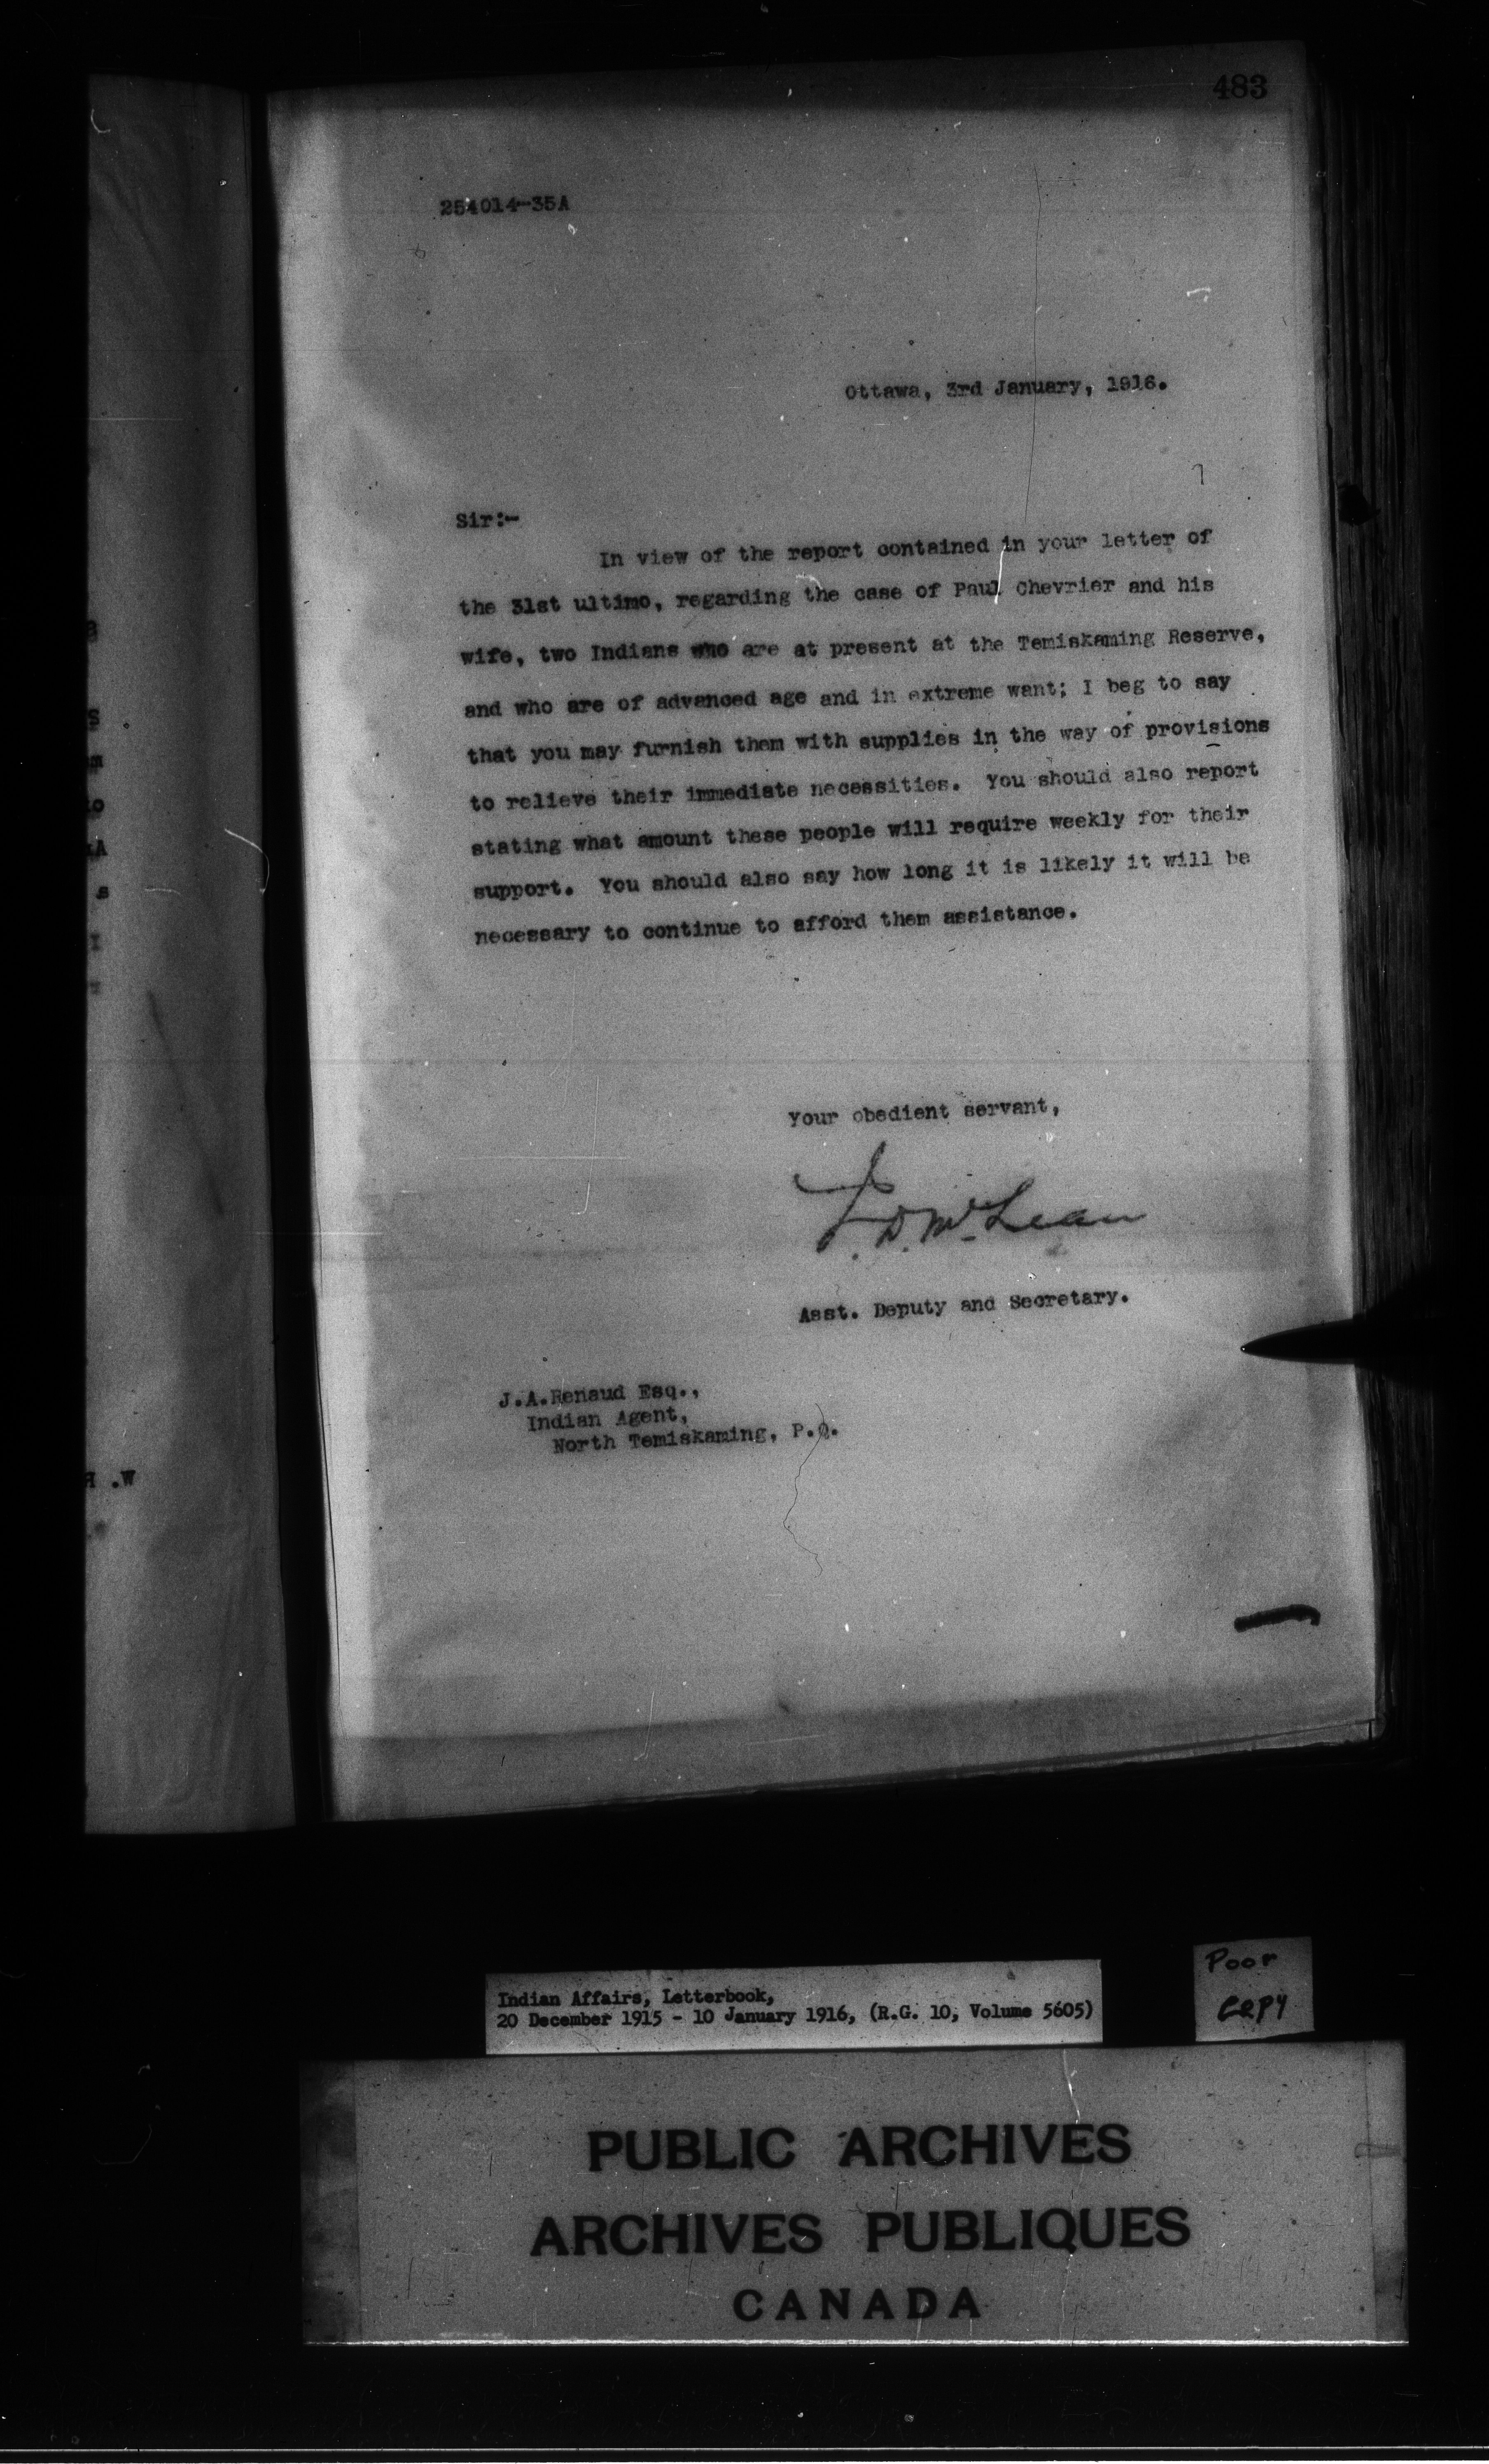 483
254014-35A
Ottawa, 3rd January, 1916.
Sir:-
In view of the report contained in your letter of
the 31st ultimo, regarding the case of Paul Chevrier and his
wife, two Indians who are at present at the Temiskaming Reserve,
and who are of advanced age and in extreme want; I beg to say
that you may furnish them with supplies in the way of provisions
to relieve their immediate necessities. You should also report
stating what amount these people will require weekly for their
support. You should also say how long it is likely it will be
necessary to continue to afford them assistance.
Your obedient servant,
J. D. McLean
Asst. Deputy and Secretary.
J.A.Renaud Esq.,
Indian Agent,
North Temiskaming, P.Q.
Indian Affairs, Letterbook,
20 December 1915 - 10 January 1916, (R.G. 10, Volume 5605)
Poor
COPY
PUBLIC ARCHIVES
ARCHIVES PUBLIQUES
CANADA